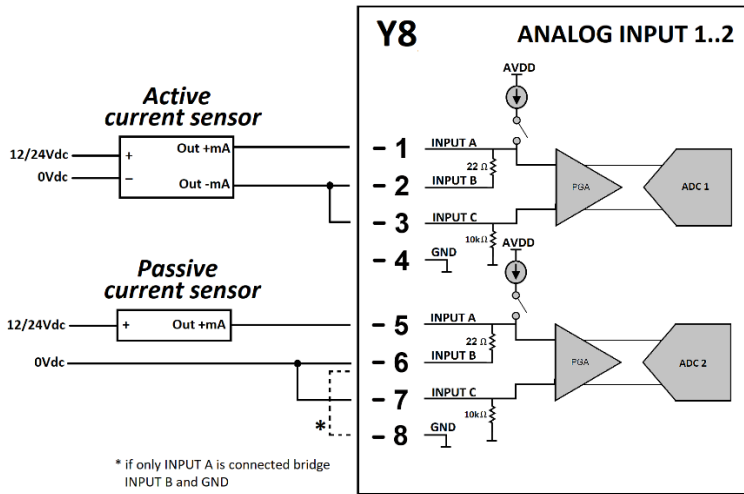 Y8
ANALOG INPUT 1..2
AVDD
Active
current sensor
12/24Vdc
+
Out +mA
0Vdc
–
Out -mA
- 1
INPUT A
22 Ω
- 2
INPUT B
PGA
ADC 1
- 3
INPUT C
10kΩ
- 4
GND
AVDD
Passive
current sensor
12/24Vdc
+
Out +mA
- 5
INPUT A
22 Ω
0Vdc
- 6
INPUT B
PGA
ADC 2
- 7
INPUT C
10kΩ
*
- 8
GND
* if only INPUT A is connected bridge
INPUT B and GND